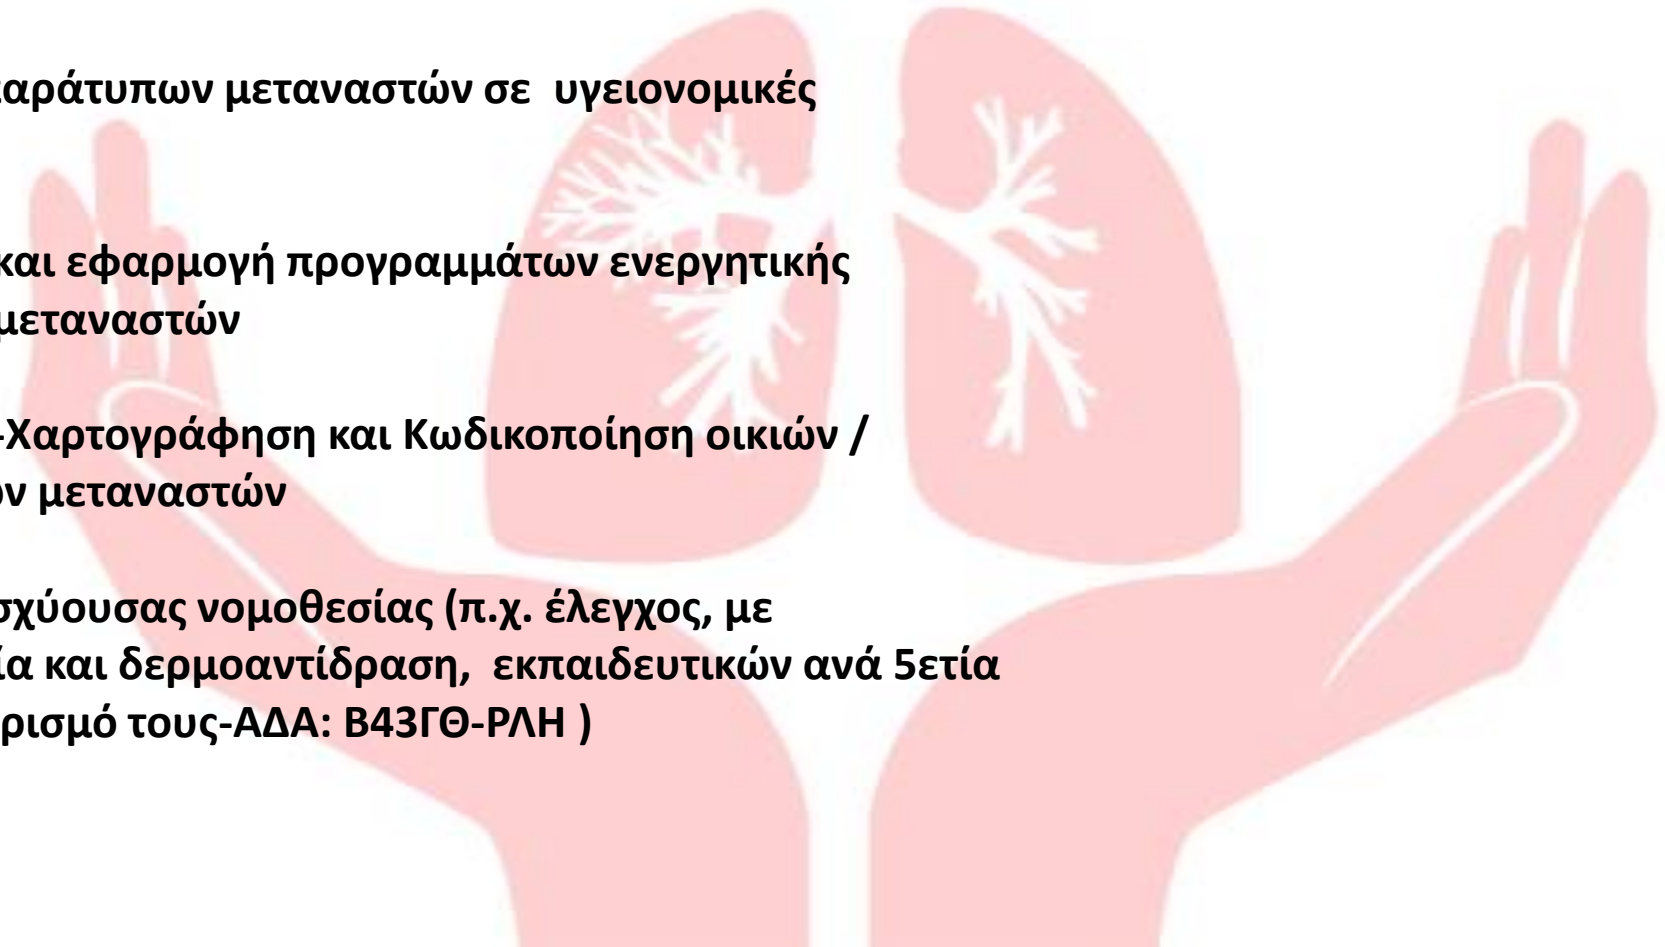 αράτυπων μεταναστών σε υγειονομικές
και εφαρμογή προγραμμάτων ενεργητικής
μεταναστών
-Χαρτογράφηση και Κωδικοποίηση οικιών /
ων μεταναστών
σχύουσας νομοθεσίας (π.χ. έλεγχος, με
ία και δερμοαντίδραση, εκπαιδευτικών ανά 5ετία
ρισμό τους-ΑΔΑ: Β43ΓΘ-ΡΛΗ )